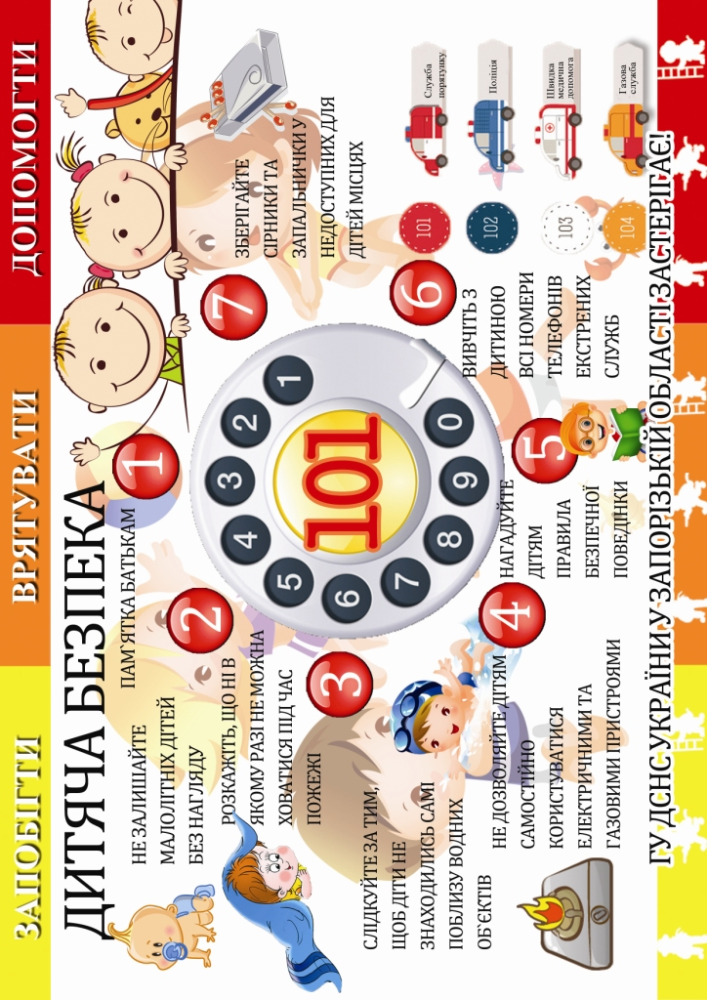 ЗАПОБІГТИ ВРЯТУВАТИ ДОПОМОГТИ
ДИТЯЧА БЕЗПЕКА
ПАМ'ЯТКА БАТЬКАМ
1
НЕ ЗАЛИШАЙТЕ
МАЛОЛІТНІХ ДІТЕЙ
БЕЗ НАГЛЯДУ
2
РОЗКАЖІТЬ, ЩО НІ В
ЯКОМУ РАЗІ НЕ МОЖНА
ХОВАТИСЯ ПІД ЧАС
ПОЖЕЖІ
3
СЛІДКУЙТЕ ЗА ТИМ,
ЩОБ ДІТИ НЕ
ЗНАХОДИЛИСЬ САМІ
ПОБЛИЗУ ВОДНИХ
ОБ`ЄКТІВ
4
НЕ ДОЗВОЛЯЙТЕ ДІТЯМ
САМОСТІЙНО
КОРИСТУВАТИСЯ
ЕЛЕКТРИЧНИМИ ТА
ГАЗОВИМИ ПРИСТРОЯМИ
5
НАГАДУЙТЕ
ДІТЯМ
ПРАВИЛА
БЕЗПЕЧНОЇ
ПОВЕДІНКИ
6
ВИВЧІТЬ З
ДИТИНОЮ
ВСІ НОМЕРИ
ТЕЛЕФОНІВ
ЕКСТРЕНИХ
СЛУЖБ
7
ЗБЕРІГАЙТЕ
СІРНИКИ ТА
ЗАПАЛЬНИЧКИ У
НЕДОСТУПНИХ ДЛЯ
ДІТЕЙ МІСЦЯХ
1
2
3
4
5
6
7
8
9
0
101
101
Служба
порятунку
102
Поліція
103
Швидка
медична
допомога
104
Газова
служба
ГУ ДСНС УКРАЇНИ У ЗАПОРІЗЬКІЙ ОБЛАСТІ ЗАСТЕРІГАЄ!